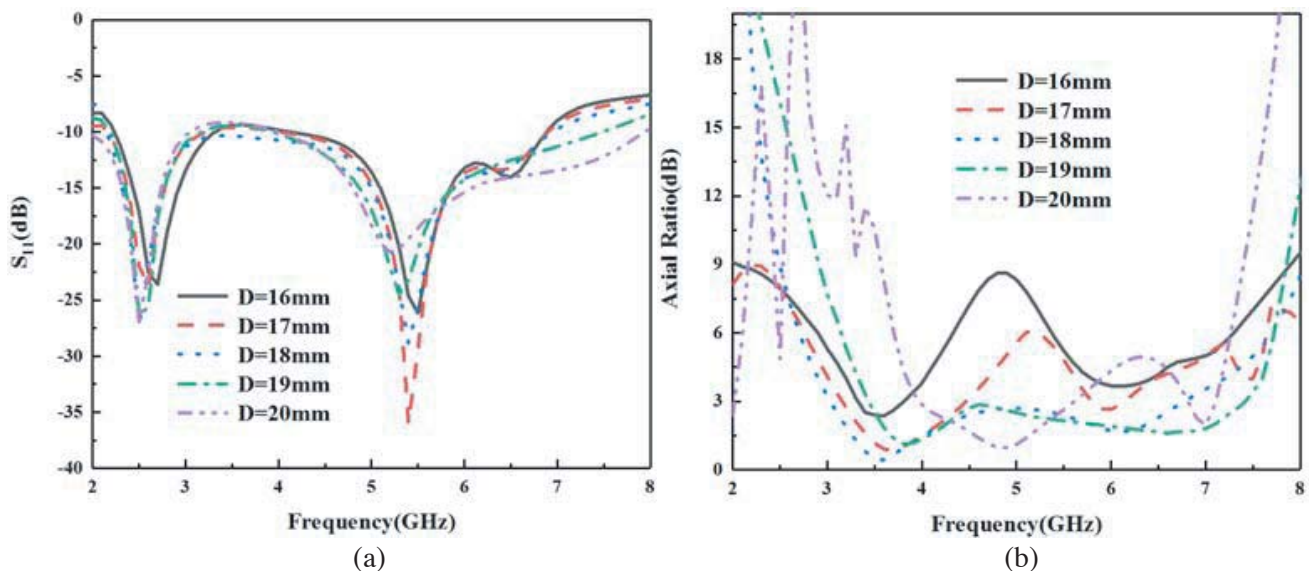 0
-5
-10
-15
-20
-25
-30
-35
-40
S11(dB)
D=16mm
D=17mm
D=18mm
D=19mm
D=20mm
2 3 4 5 6 7 8
Frequency(GHz)
(a)
18
15
12
9
6
3
0
Axial Ratio(dB)
D=16mm
D=17mm
D=18mm
D=19mm
D=20mm
2 3 4 5 6 7 8
Frequency(GHz)
(b)